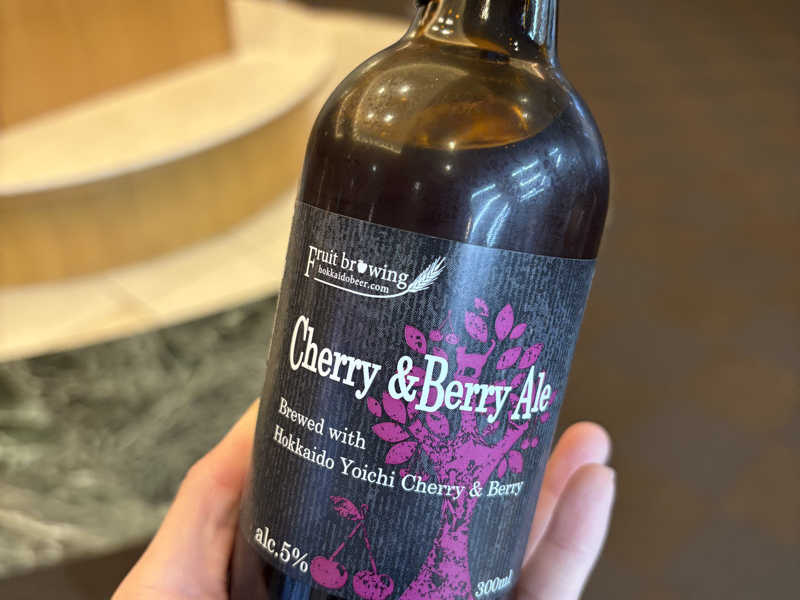 Fruit brewing
hokkaidobeer.com
Cherry & Berry Ale
Brewed with
Hokkaido Yoichi Cherry & Berry
alc.5%
300ml